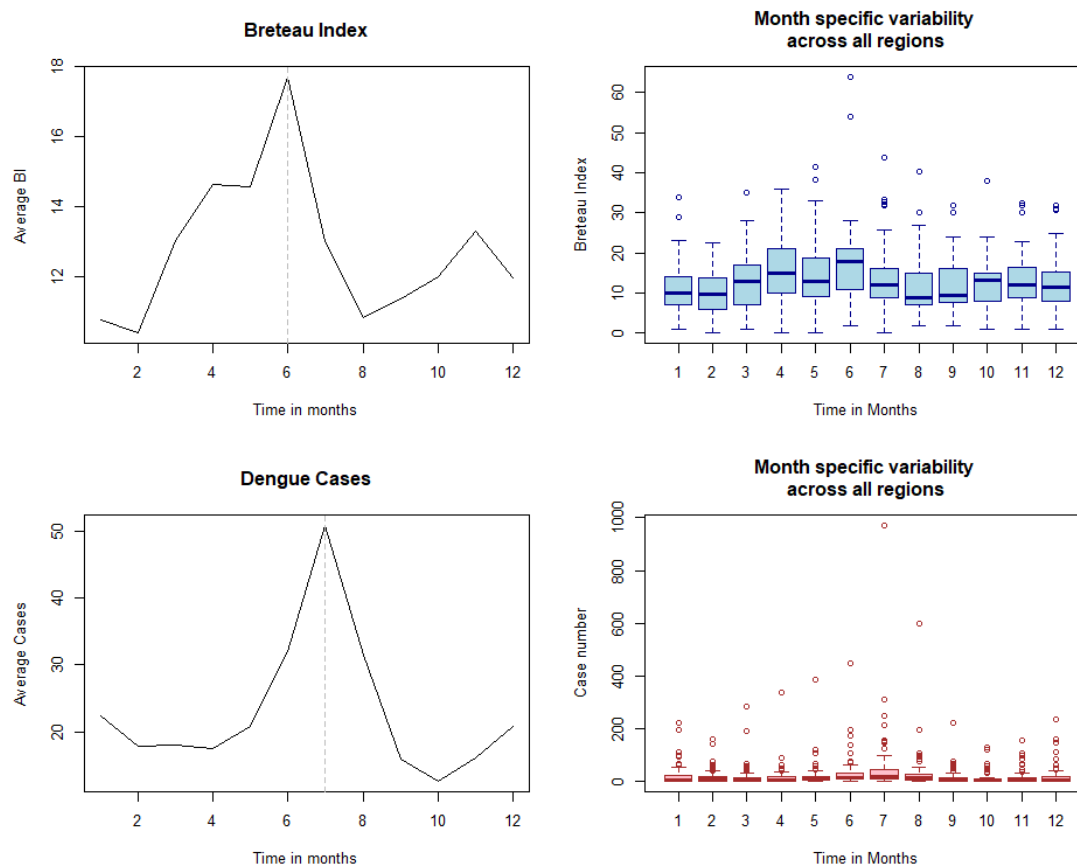 Breteau Index
Average BI
18
16
14
12
2 4 6 8 10 12
Time in months
Month specific variability
across all regions
Breteau Index
60
50
40
30
20
10
0
1 2 3 4 5 6 7 8 9 10 11 12
Time in Months
Dengue Cases
Average Cases
50
40
30
20
2 4 6 8 10 12
Time in months
Month specific variability
across all regions
Case number
1000
800
600
400
200
0
1 2 3 4 5 6 7 8 9 10 11 12
Time in Months